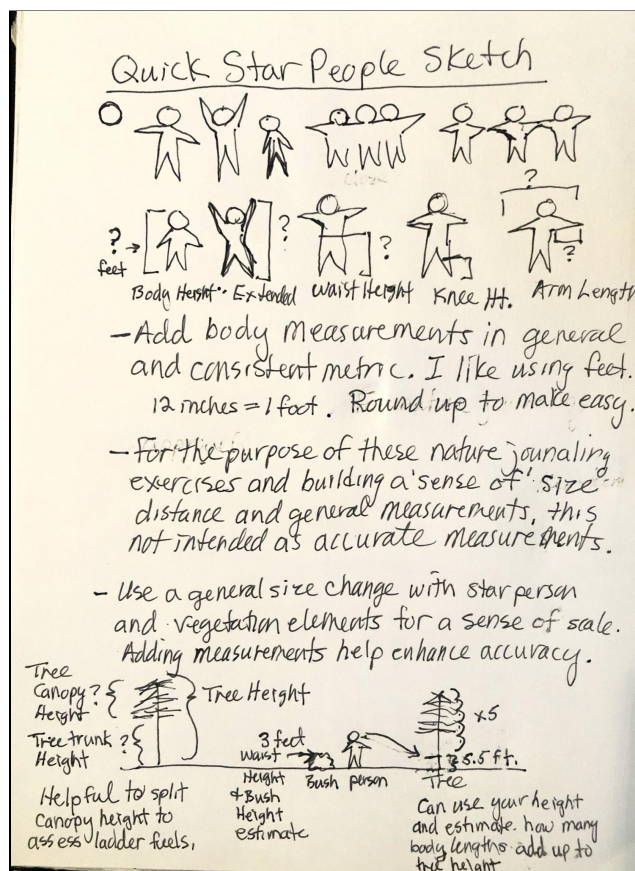 Quick Star People Sketch
?
? feet
?
?
?
Body Height Extended Waist Height Knee Ht. Arm Length
- Add body measurements in general
and consistent metric. I like using feet.
12 inches = 1 foot. Round up to make easy.
- For the purpose of these nature jounaling
exercises and building a 'sense of' size
distance and general measurements, this
not intended as accurate measurements.
- Use a general size change with star person
and vegetation elements for a sense of scale.
Adding measurements help enhance accuracy.
Tree
Canopy ?
Height
Tree Height
Tree trunk ?
Height
Helpful to split
canopy height to
assess ladder fuels,
3 feet
waist
Height
& Bush
Height
estimate
Bush person
x5
5.5 ft.
Tree
Can use your height
and estimate how many
body lengths add up to
tree height